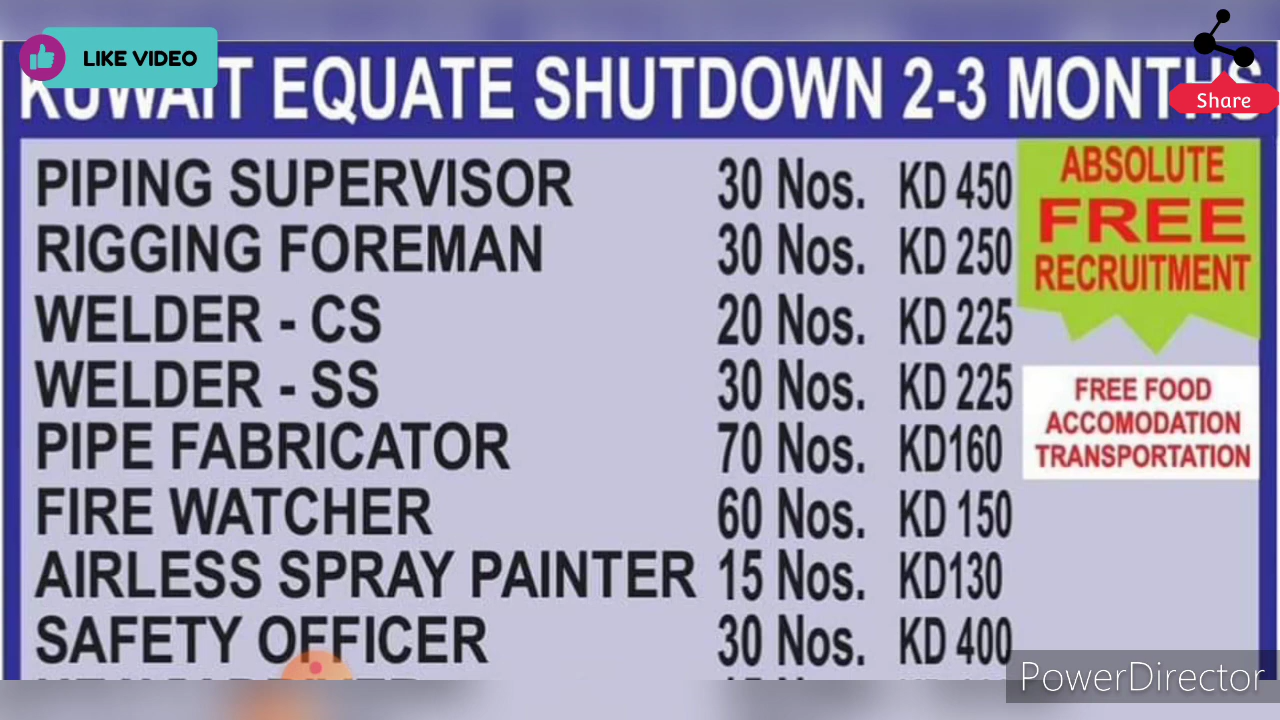 LIKE VIDEO
KUWAIT EQUATE SHUTDOWN 2-3 MONTHS
Share
PIPING SUPERVISOR 30 Nos. KD 450
RIGGING FOREMAN 30 Nos. KD 250
WELDER - CS 20 Nos. KD 225
WELDER - SS 30 Nos. KD 225
PIPE FABRICATOR 70 Nos. KD160
FIRE WATCHER 60 Nos. KD 150
AIRLESS SPRAY PAINTER 15 Nos. KD130
SAFETY OFFICER 30 Nos. KD 400
ABSOLUTE
FREE
RECRUITMENT
FREE FOOD
ACCOMODATION
TRANSPORTATION
PowerDirector